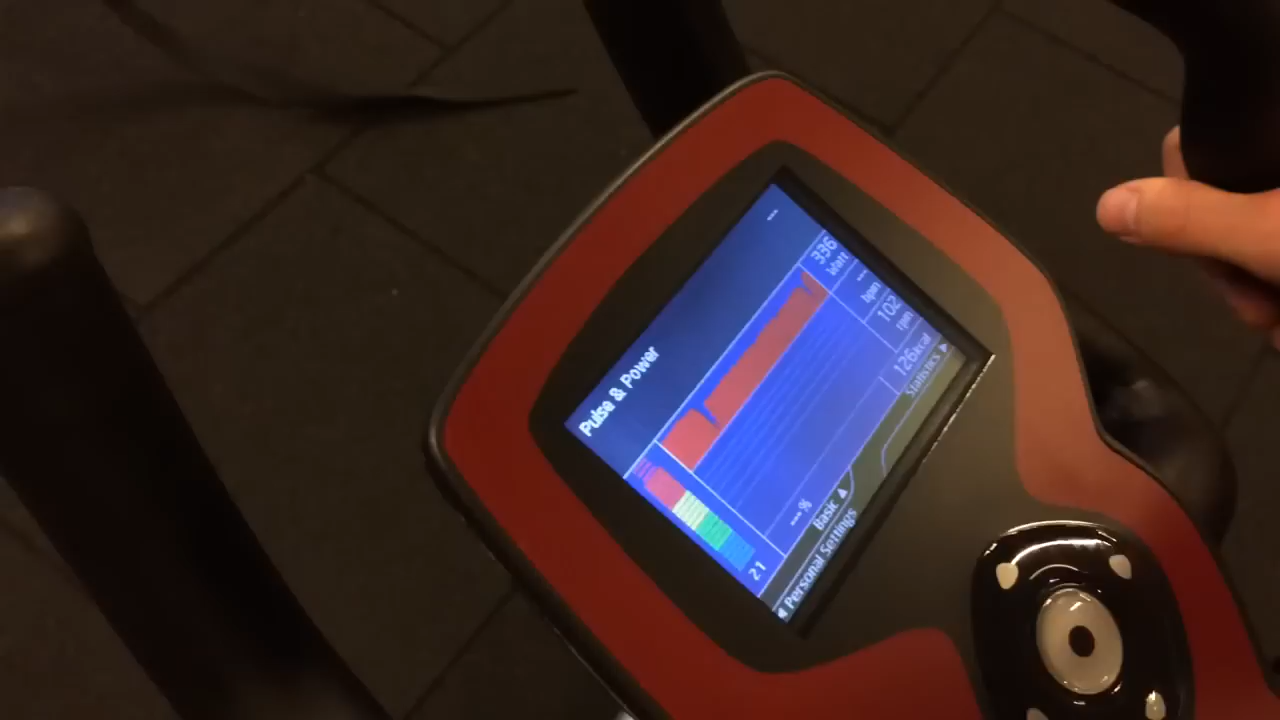 ---
Pulse & Power
336
Watt
---
bpm
102
rpm
126kcal
Statistics ▶
---%
21
Basic ▲
◀ Personal Settings